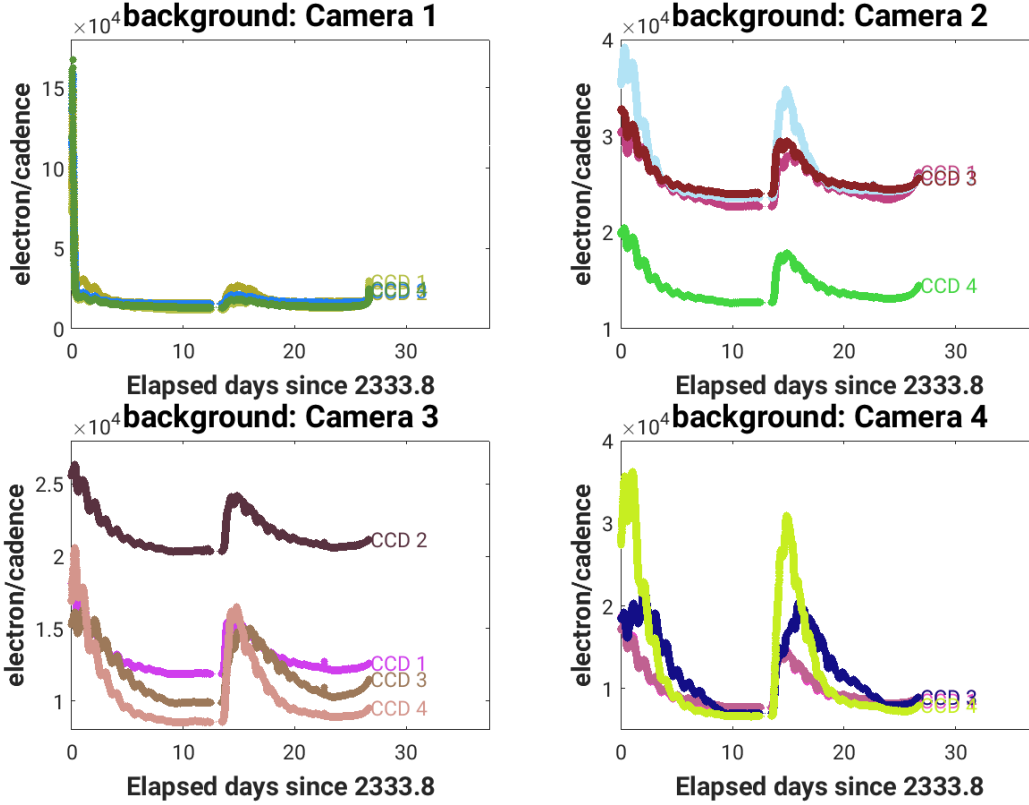 background: Camera 1
×10⁴
electron/cadence
15
10
5
0
0 10 20 30
CCD 1
Elapsed days since 2333.8
background: Camera 2
×10⁴
electron/cadence
4
3
2
1
0 10 20 30
CCD 1
CCD 3
CCD 4
Elapsed days since 2333.8
background: Camera 3
×10⁴
electron/cadence
2.5
2
1.5
1
0 10 20 30
CCD 2
CCD 1
CCD 3
CCD 4
Elapsed days since 2333.8
background: Camera 4
×10⁴
electron/cadence
4
3
2
1
0 10 20 30
CCD 3
Elapsed days since 2333.8